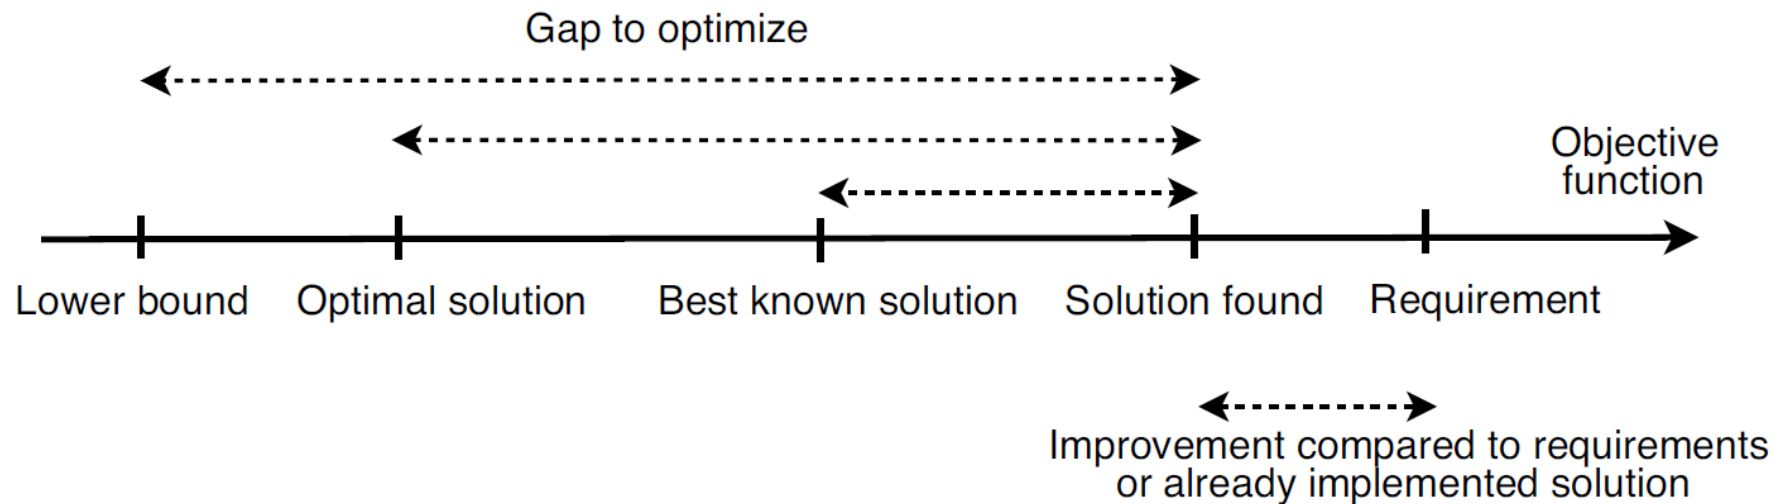 Gap to optimize
Objective
function
Lower bound
Optimal solution
Best known solution
Solution found
Requirement
Improvement compared to requirements
or already implemented solution